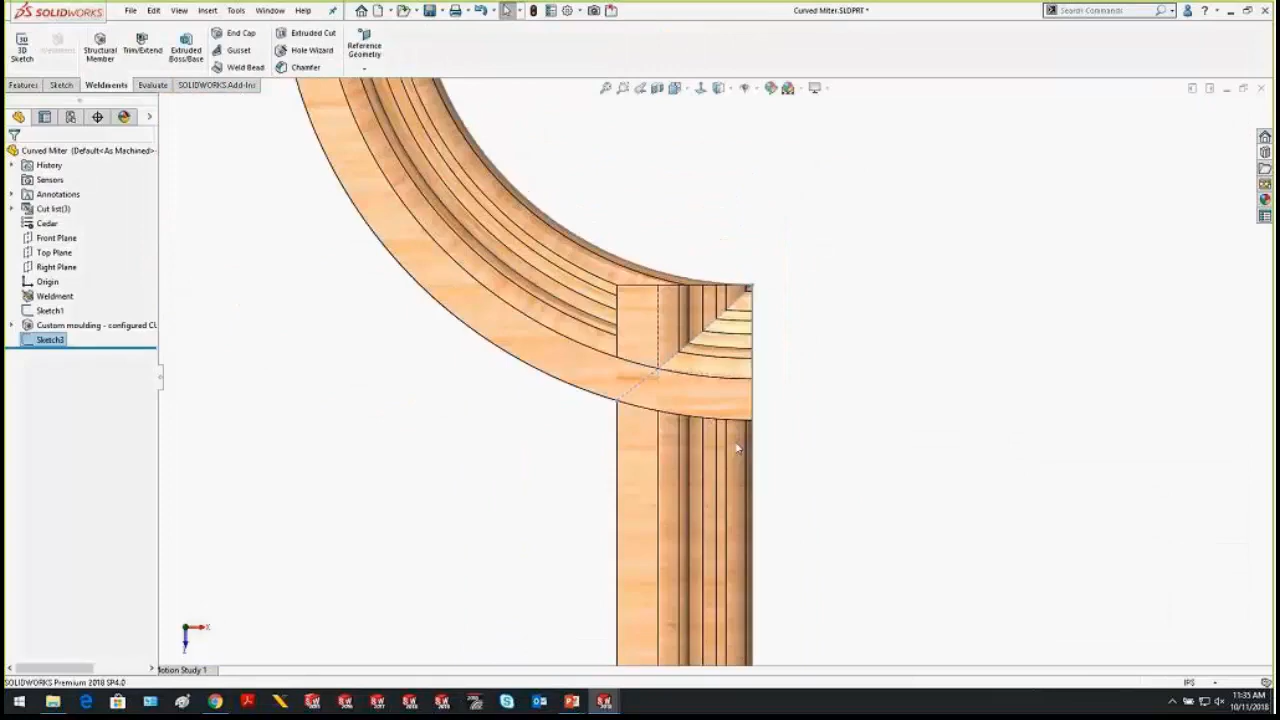 SOLIDWORKS File Edit View Insert Tools Window Help Curved Miter.SLDPRT * Search Commands ?
3D Sketch Weldment Structural Member Trim/Extend Extruded Boss/Base End Cap Gusset Weld Bead Extruded Cut Hole Wizard Chamfer Reference Geometry
Features Sketch Weldments Evaluate SOLIDWORKS Add-Ins
Curved Miter (Default<As Machined>
History
Sensors
Annotations
Cut list(3)
Cedar
Front Plane
Top Plane
Right Plane
Origin
Weldment
Sketch1
Custom moulding - configured C
Sketch3
X
Z
Motion Study 1
SOLIDWORKS Premium 2018 SP4.0 IPS
11:35 AM
10/11/2018